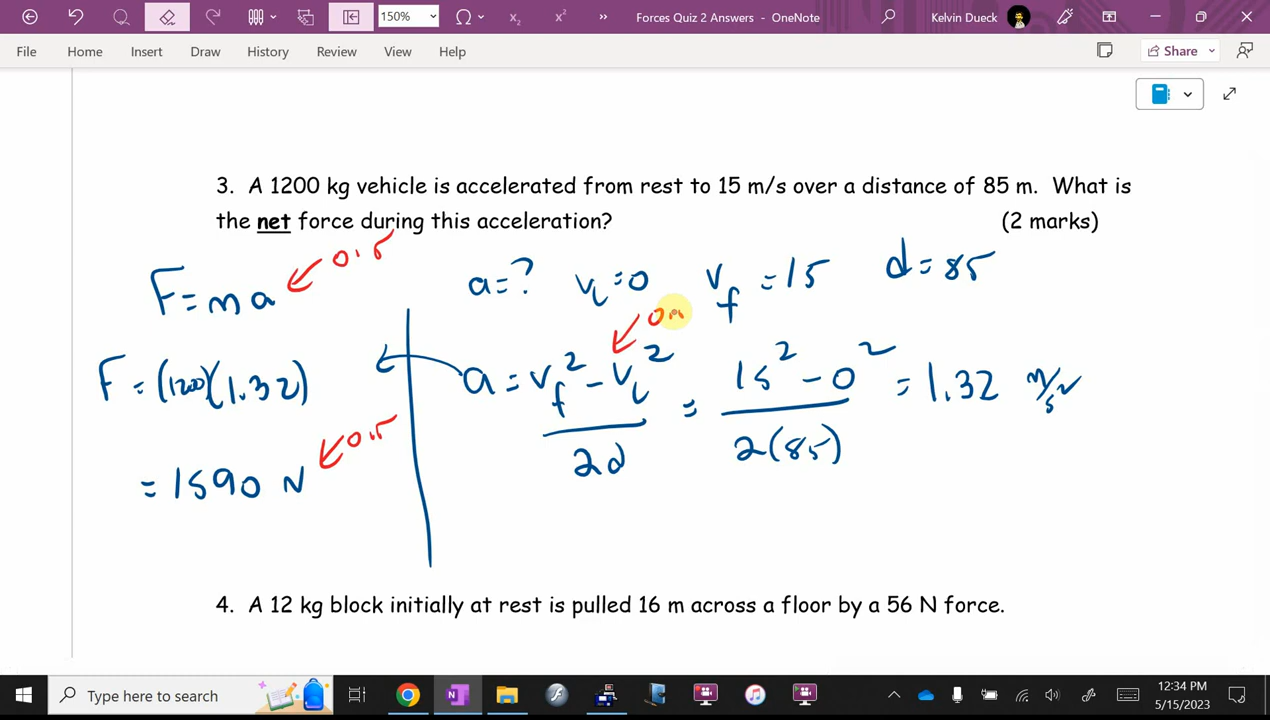 150%
Ω
x₂
x²
»
Forces Quiz 2 Answers - OneNote
Kelvin Dueck
File Home Insert Draw History Review View Help
Share
3. A 1200 kg vehicle is accelerated from rest to 15 m/s over a distance of 85 m. What is
the net force during this acceleration? (2 marks)
0.5
F = ma
a = ? vᵢ = 0 v_f = 15 d = 85
F = (1200)(1.32)
a = v_f² - vᵢ² / 2d = 15² - 0² / 2(85) = 1.32 m/s²
0.5
= 1590 N
4. A 12 kg block initially at rest is pulled 16 m across a floor by a 56 N force.
Type here to search
12:34 PM
5/15/2023